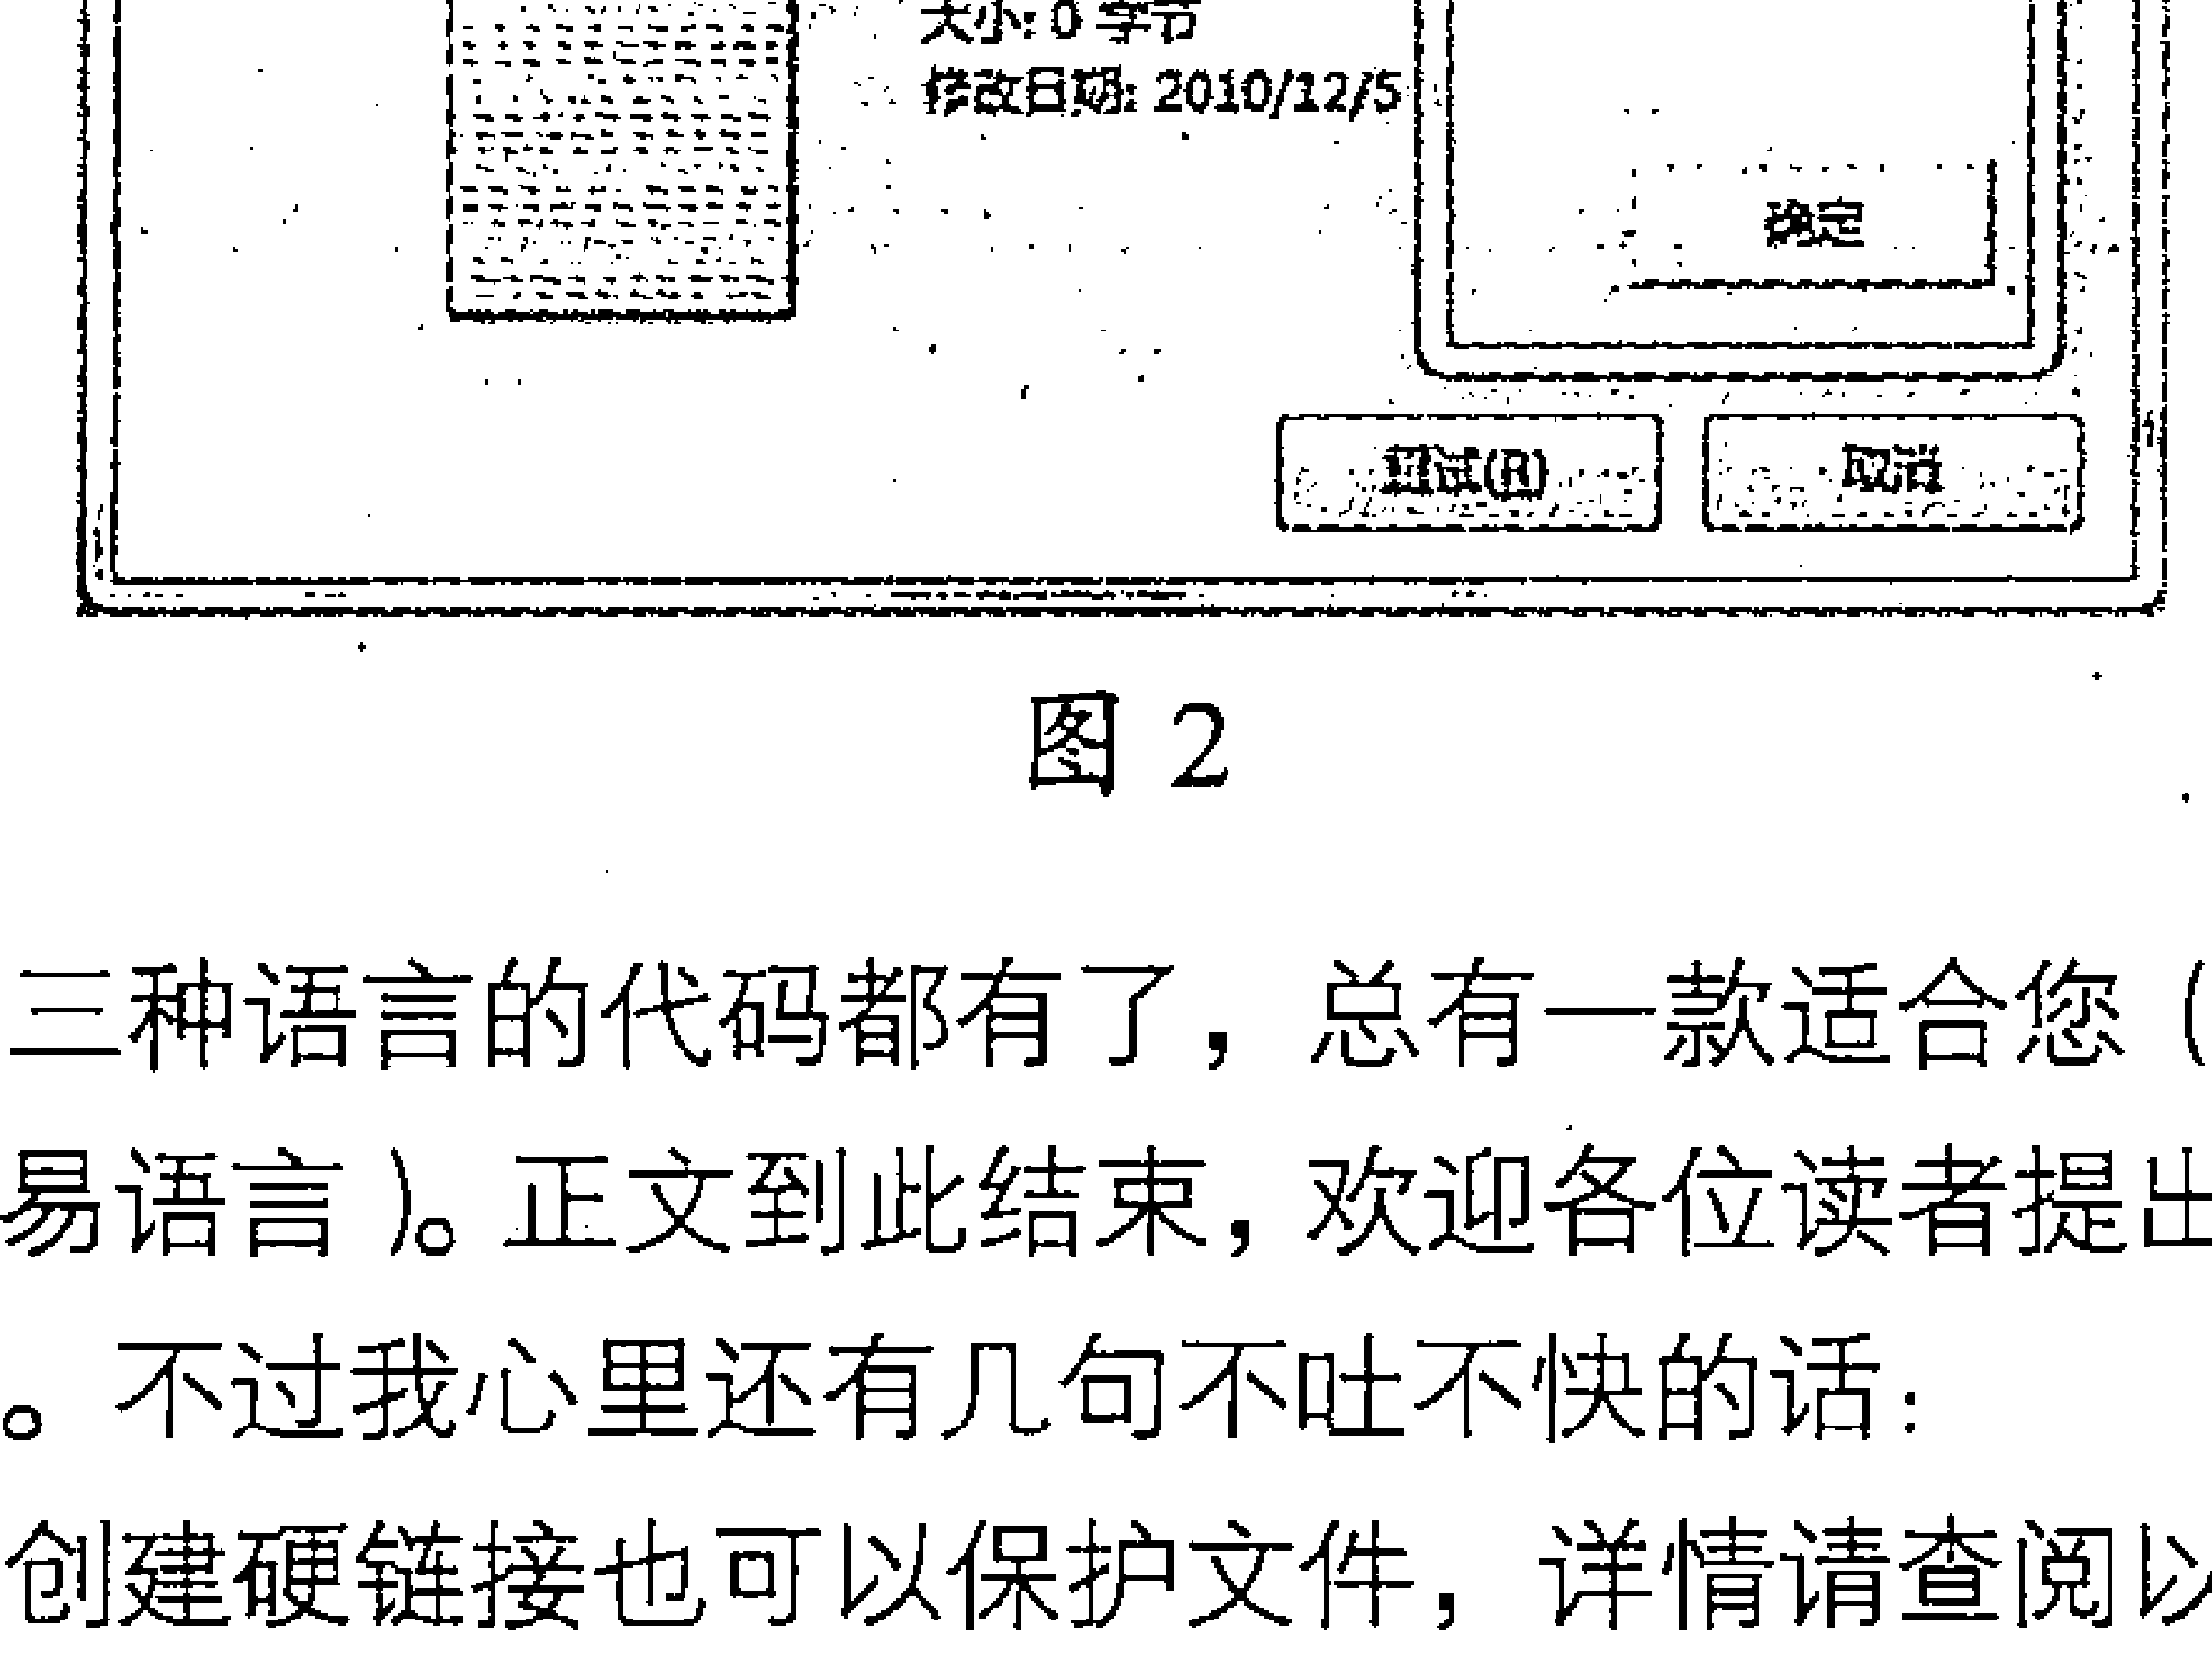 大小: 0 字节
修改日期: 2010/12/5
确定
重试(R)
取消
图 2
三种语言的代码都有了，总有一款适合您（
易语言）。正文到此结束，欢迎各位读者提出
。不过我心里还有几句不吐不快的话：
创建硬链接也可以保护文件，详情请查阅以